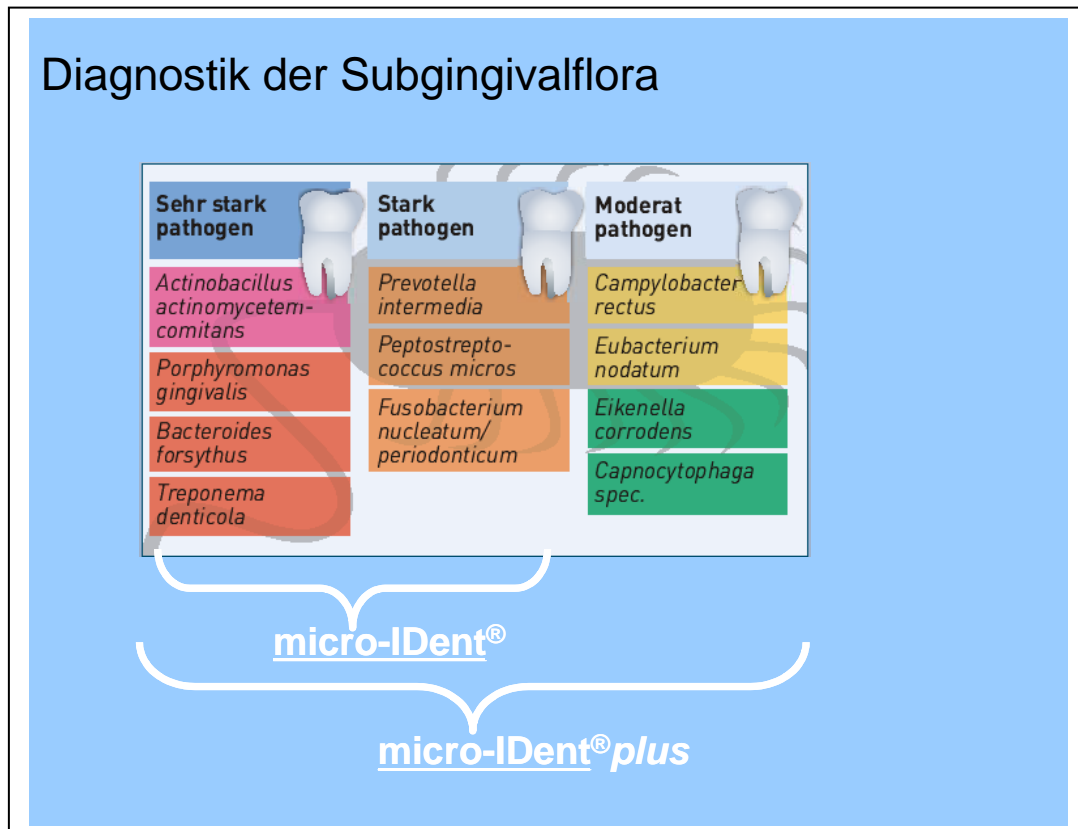 Diagnostik der Subgingivalflora
Sehr stark
pathogen
Actinobacillus
actinomycetem-
comitans
Porphyromonas
gingivalis
Bacteroides
forsythus
Treponema
denticola
Stark
pathogen
Prevotella
intermedia
Peptostrepto-
coccus micros
Fusobacterium
nucleatum/
periodonticum
Moderat
pathogen
Campylobacter
rectus
Eubacterium
nodatum
Eikenella
corrodens
Capnocytophaga
spec.
micro-IDent®
micro-IDent®plus